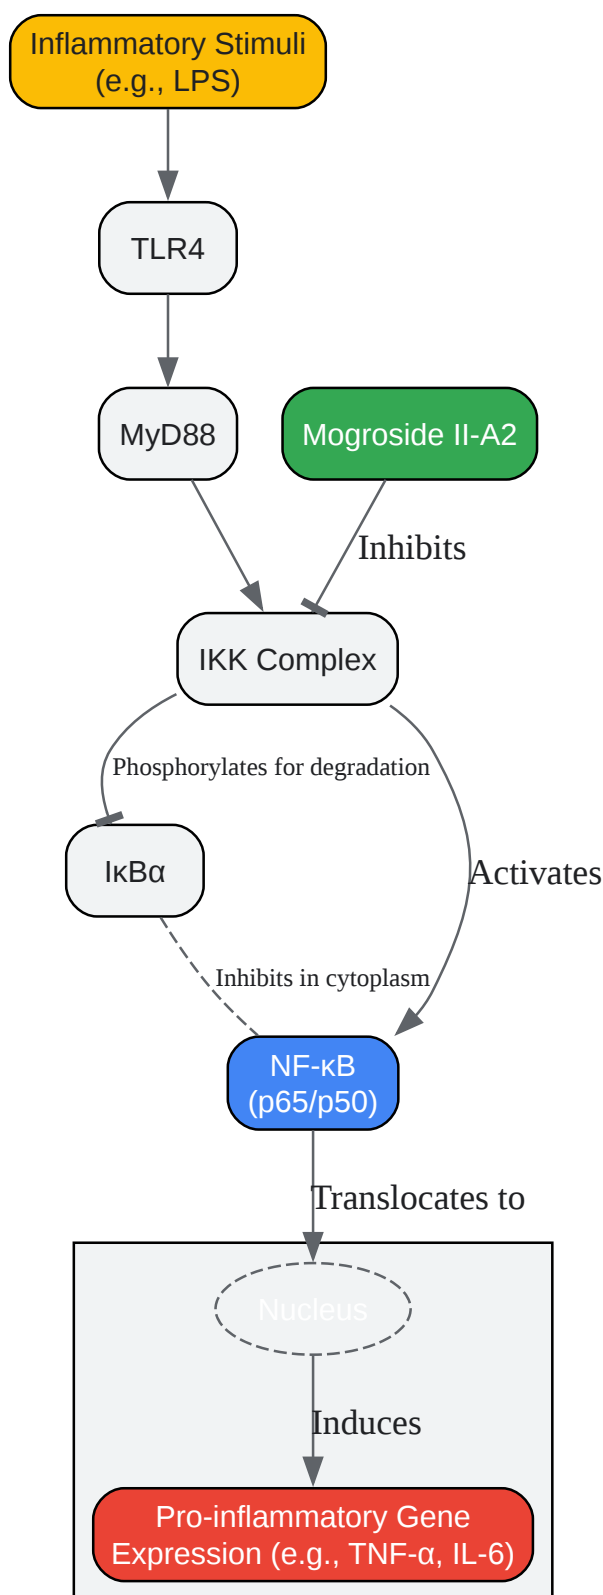 Inflammatory Stimuli
(e.g., LPS)
TLR4
MyD88
Mogroside II-A2
Inhibits
IKK Complex
Phosphorylates for degradation
IκBα
Activates
Inhibits in cytoplasm
NF-κB
(p65/p50)
Translocates to
Nucleus
Induces
Pro-inflammatory Gene
Expression (e.g., TNF-α, IL-6)